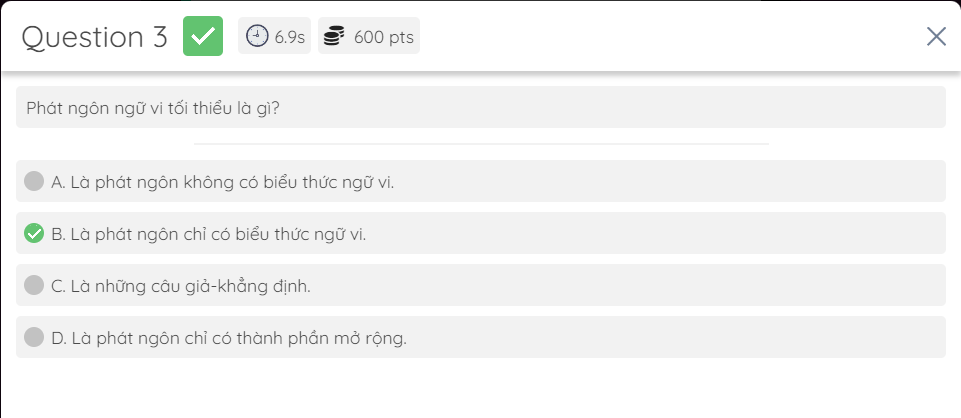 Question 3
6.9s
600 pts
Phát ngôn ngữ vi tối thiểu là gì?
A. Là phát ngôn không có biểu thức ngữ vi.
B. Là phát ngôn chỉ có biểu thức ngữ vi.
C. Là những câu giả-khẳng định.
D. Là phát ngôn chỉ có thành phần mở rộng.